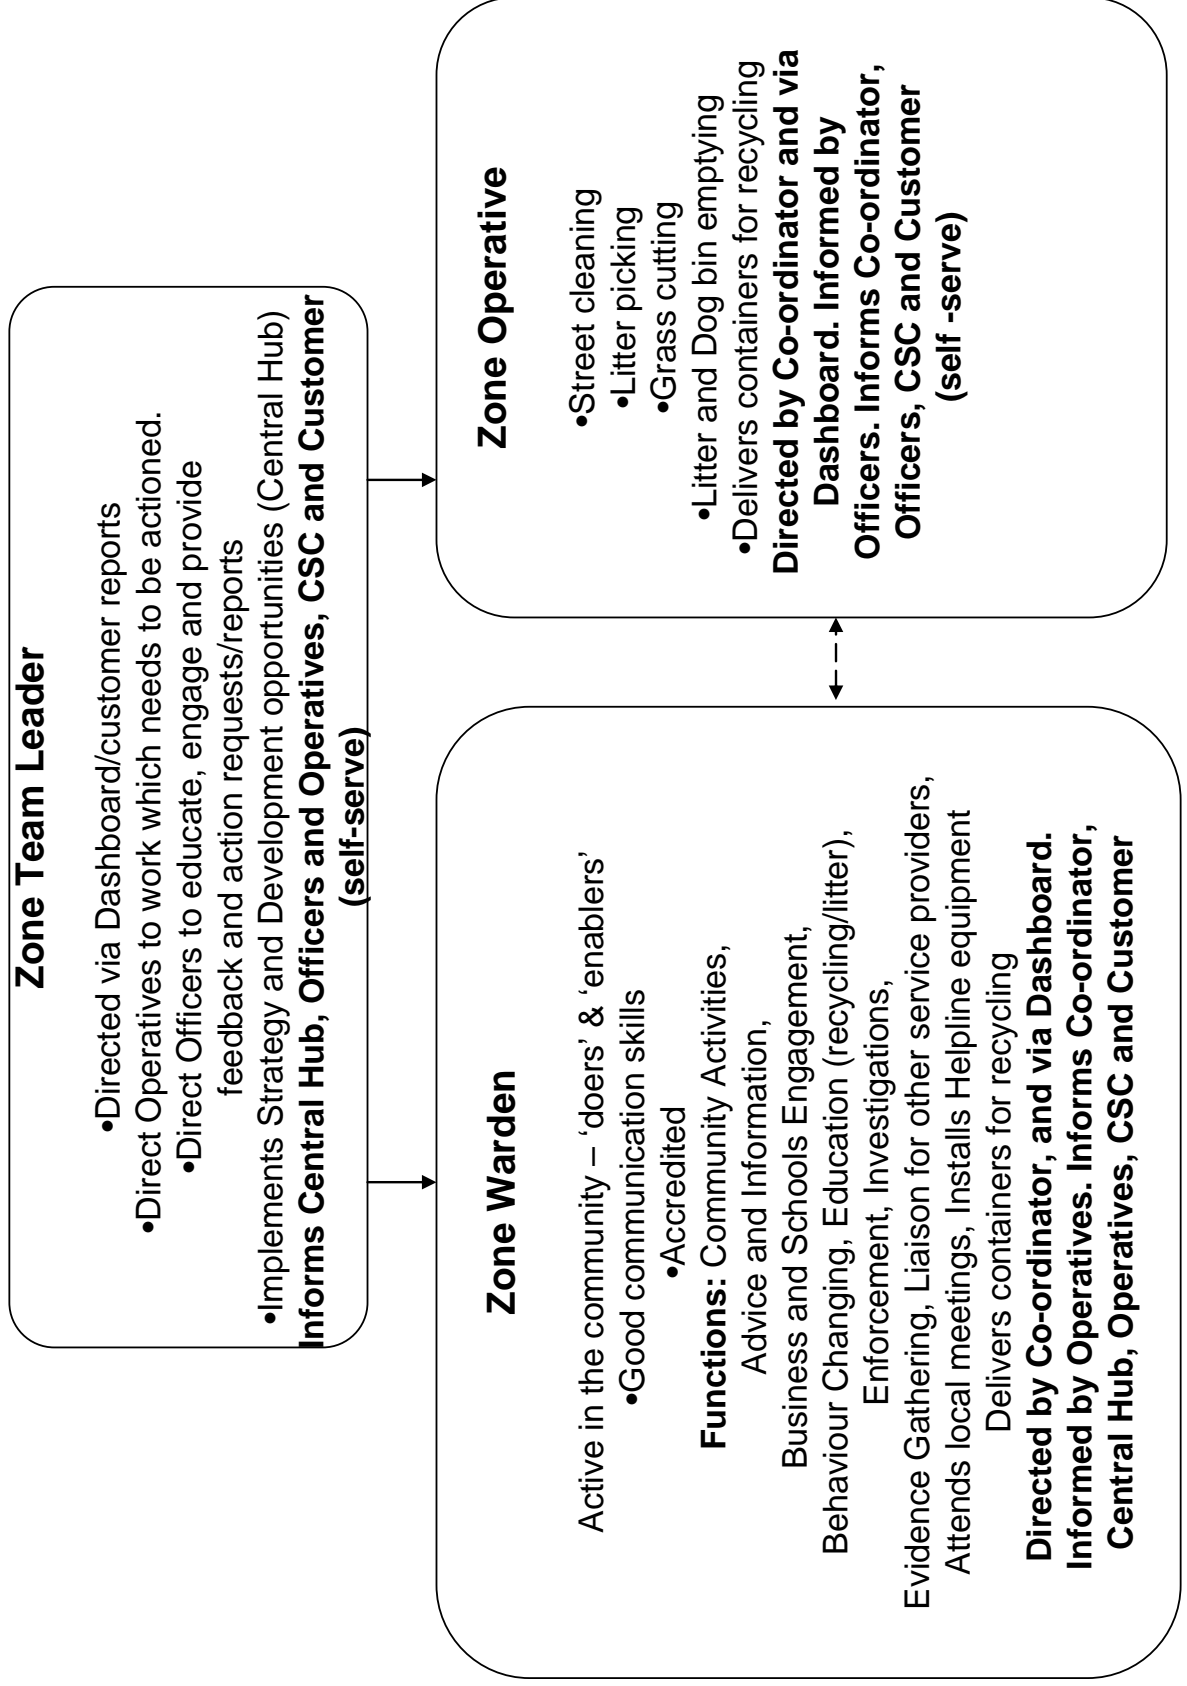 Zone Team Leader
•Directed via Dashboard/customer reports
•Direct Operatives to work which needs to be actioned.
•Direct Officers to educate, engage and provide
feedback and action requests/reports
•Implements Strategy and Development opportunities (Central Hub)
Informs Central Hub, Officers and Operatives, CSC and Customer
(self-serve)
Zone Warden
Active in the community – ‘doers’ & ‘enablers’
•Good communication skills
•Accredited
Functions: Community Activities,
Advice and Information,
Business and Schools Engagement,
Behaviour Changing, Education (recycling/litter),
Enforcement, Investigations,
Evidence Gathering, Liaison for other service providers,
Attends local meetings, Installs Helpline equipment
Delivers containers for recycling
Directed by Co-ordinator, and via Dashboard.
Informed by Operatives. Informs Co-ordinator,
Central Hub, Operatives, CSC and Customer
Zone Operative
•Street cleaning
•Litter picking
•Grass cutting
•Litter and Dog bin emptying
•Delivers containers for recycling
Directed by Co-ordinator and via
Dashboard. Informed by
Officers. Informs Co-ordinator,
Officers, CSC and Customer
(self -serve)